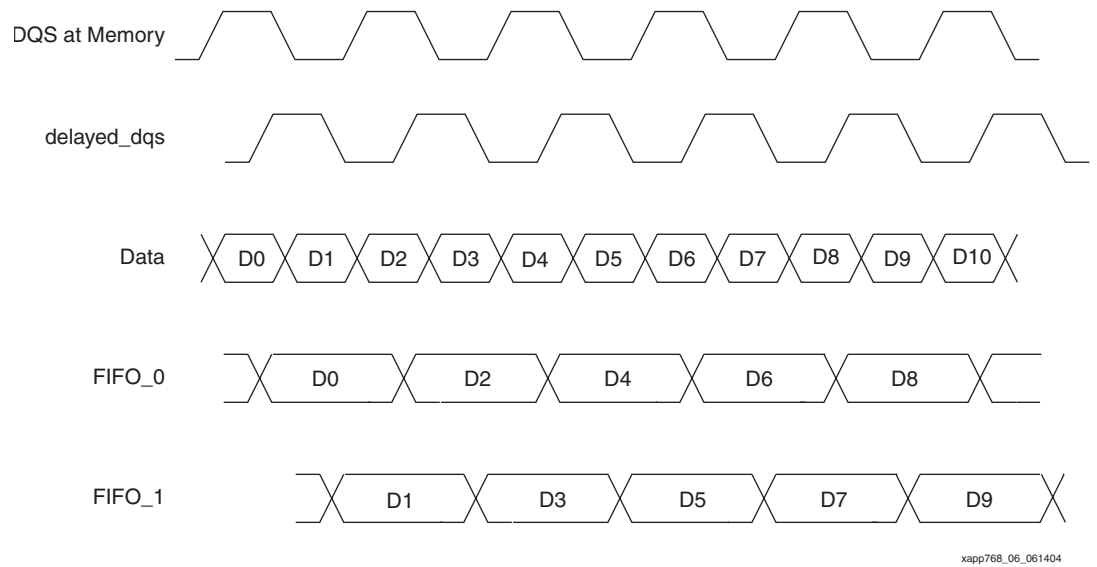 DQS at Memory
delayed_dqs
Data D0 D1 D2 D3 D4 D5 D6 D7 D8 D9 D10
FIFO_0 D0 D2 D4 D6 D8
FIFO_1 D1 D3 D5 D7 D9
xapp768_06_061404